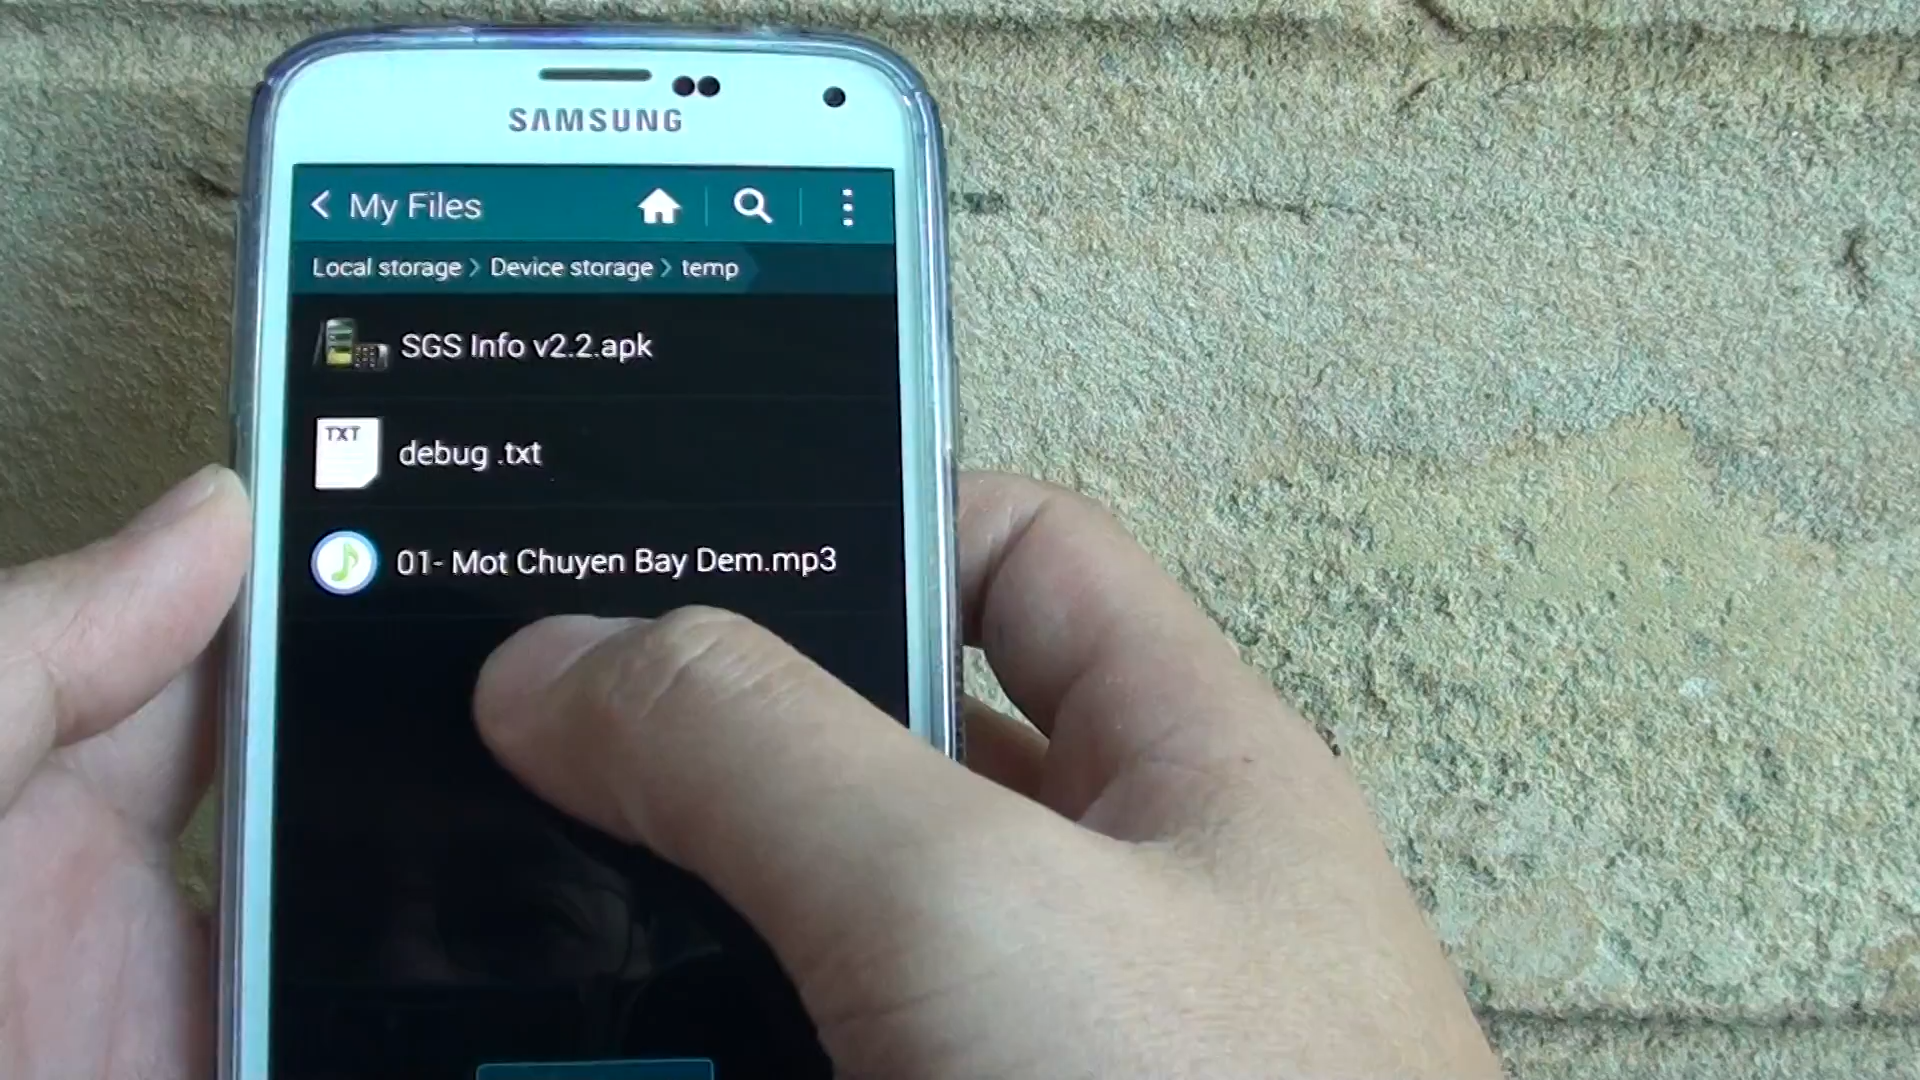 SAMSUNG
My Files
Local storage > Device storage > temp
SGS Info v2.2.apk
TXT
debug .txt
01- Mot Chuyen Bay Dem.mp3